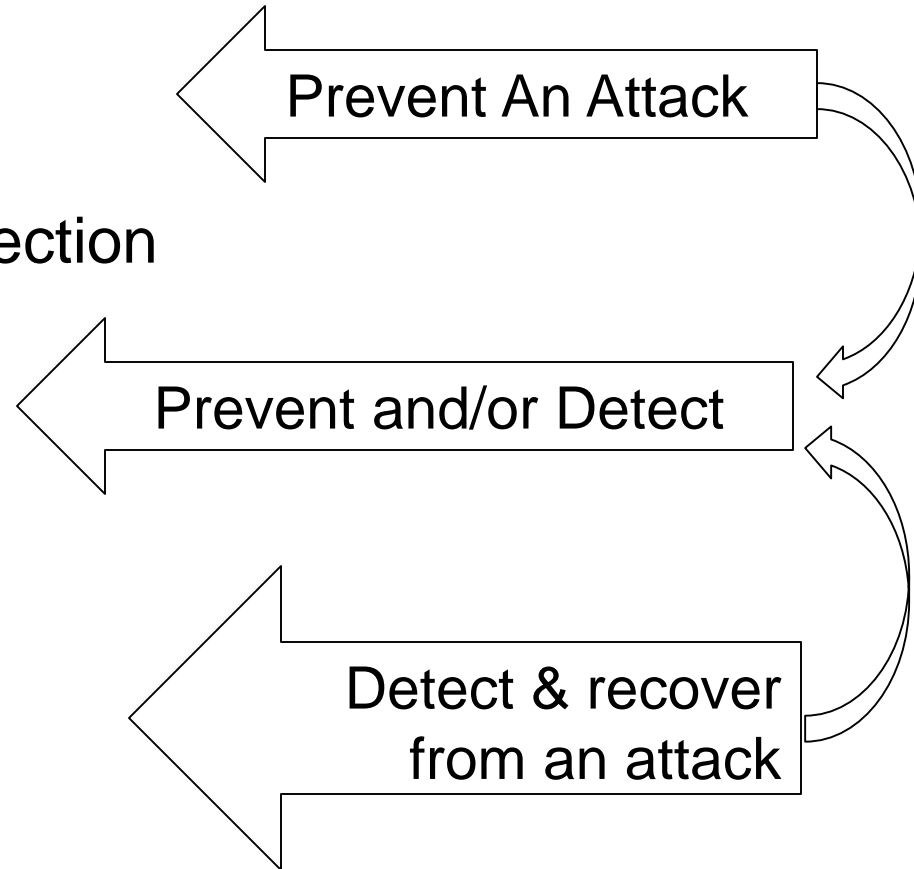 Prevent An Attack
ection
Prevent and/or Detect
Detect & recover
from an attack